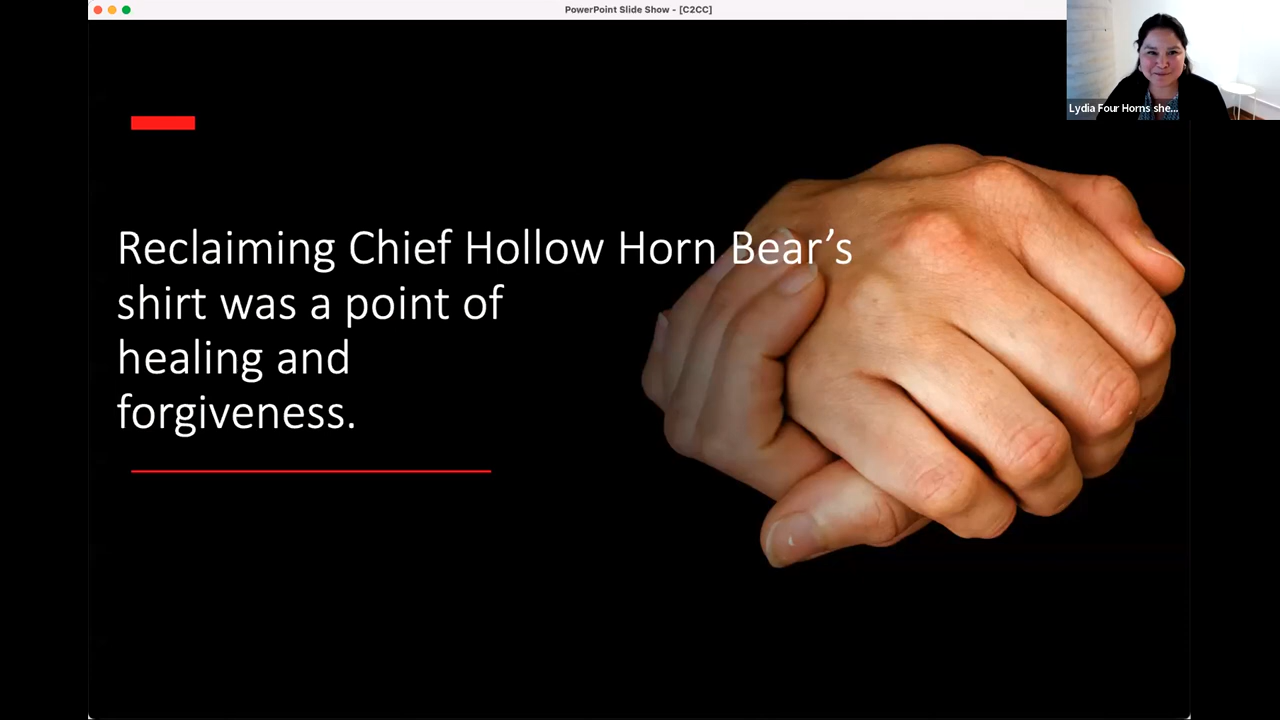 PowerPoint Slide Show - [C2CC]
Lydia Four Horns she...
Reclaiming Chief Hollow Horn Bear’s
shirt was a point of
healing and
forgiveness.